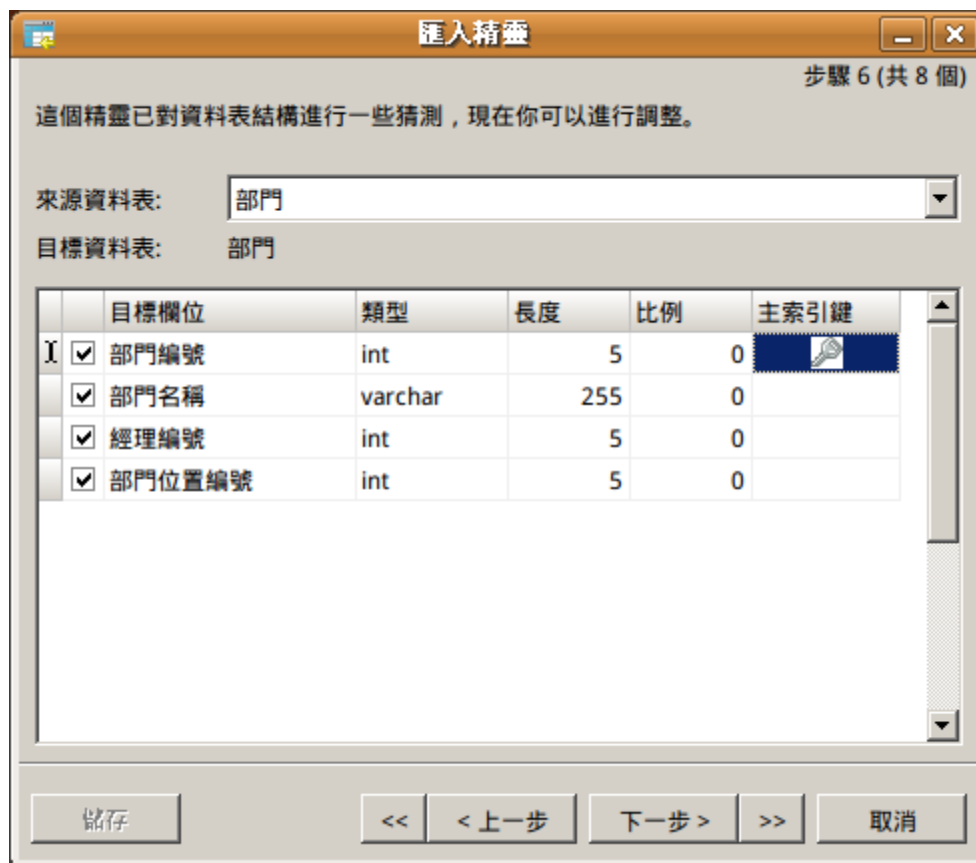 匯入精靈
步驟 6 (共 8 個)
這個精靈已對資料表結構進行一些猜測，現在你可以進行調整。
來源資料表: 部門
目標資料表: 部門
目標欄位 類型 長度 比例 主索引鍵
部門編號 int 5 0
部門名稱 varchar 255 0
經理編號 int 5 0
部門位置編號 int 5 0
儲存 << < 上一步 下一步 > >> 取消